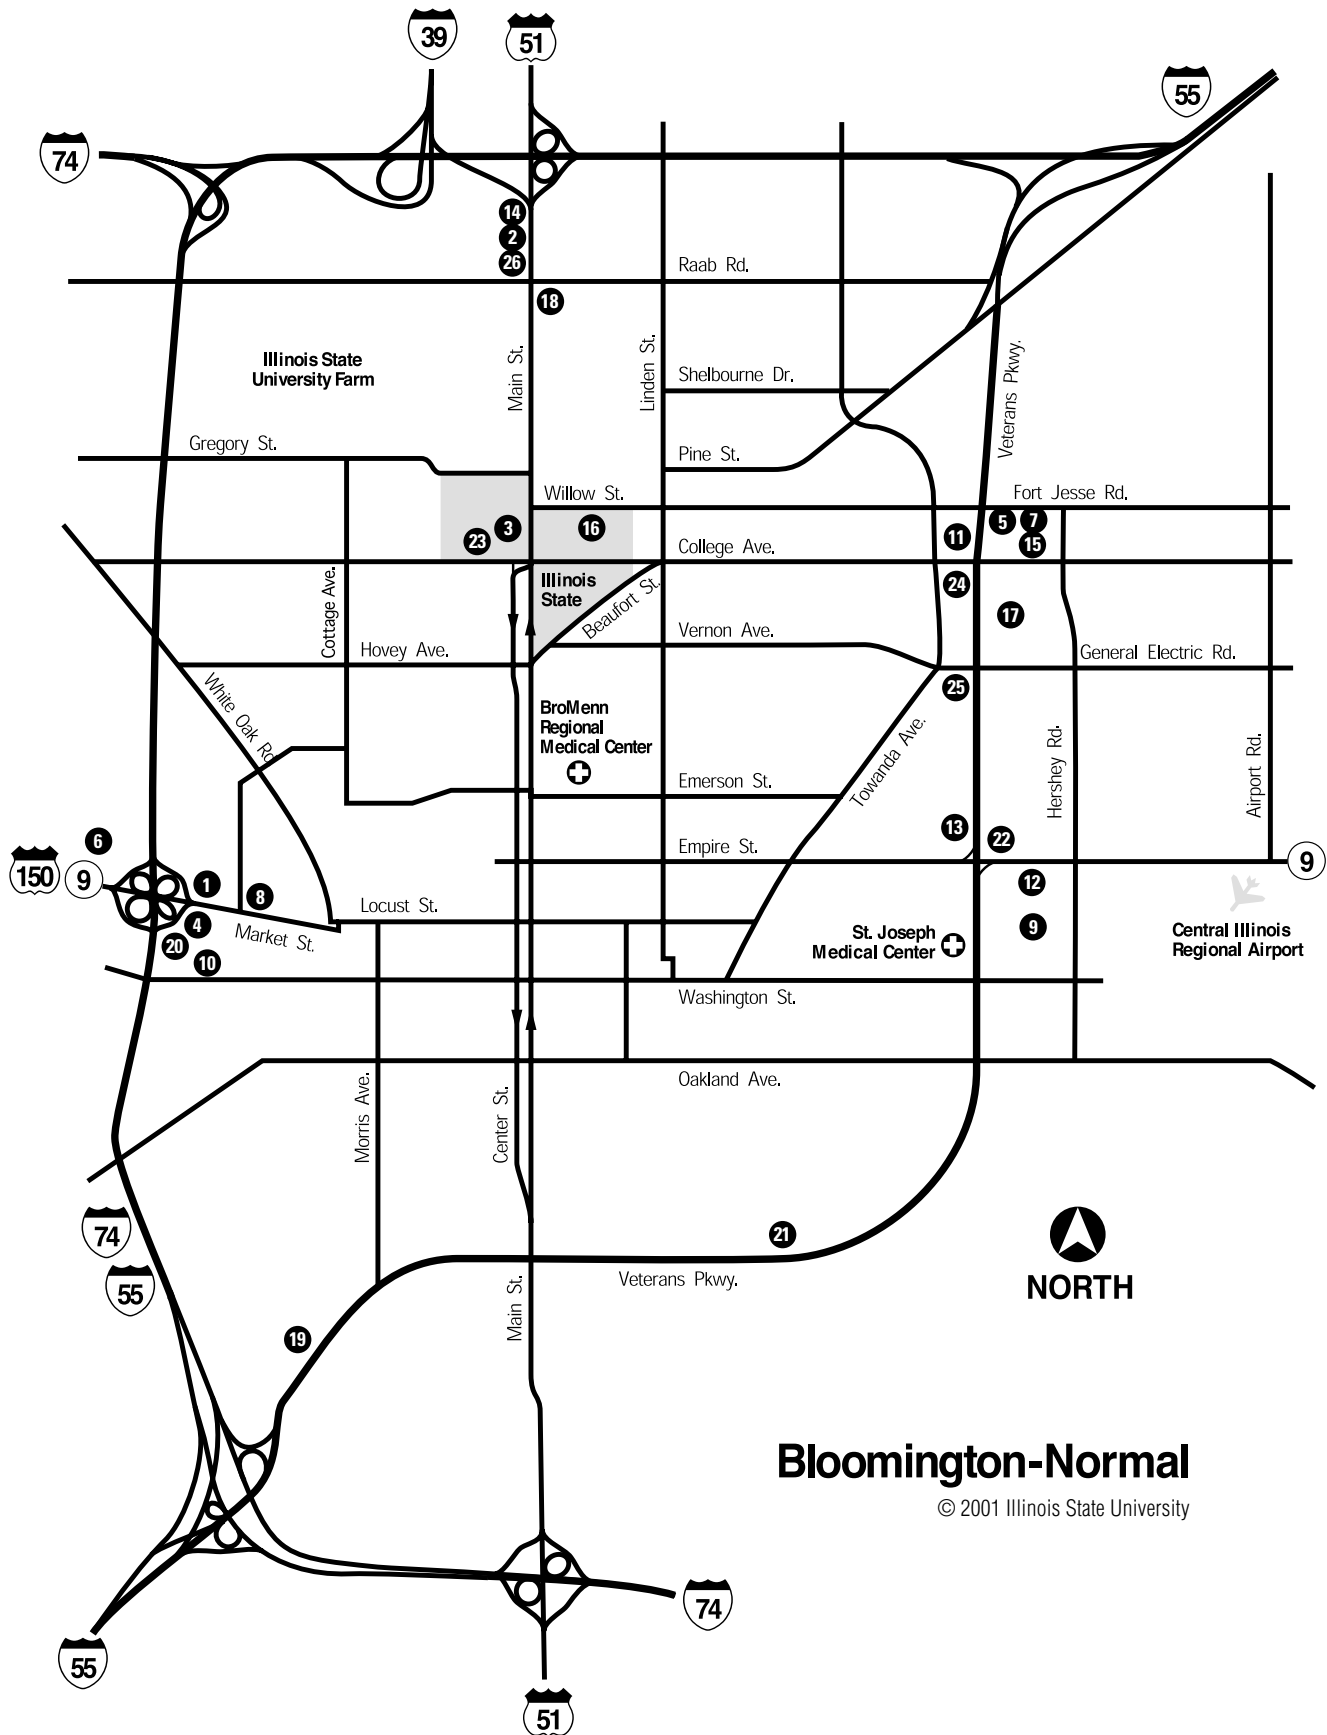 39
51
55
74
14
2
26
Raab Rd.
18
Illinois State
University Farm
Main St.
Linden St.
Shelbourne Dr.
Veterans Pkwy.
Gregory St.
Pine St.
Willow St.
Fort Jesse Rd.
3
16
5
7
23
11
15
College Ave.
Illinois
State
24
Cottage Ave.
Beaufort St.
17
Vernon Ave.
Hovey Ave.
General Electric Rd.
White Oak Rd.
25
BroMenn
Regional
Medical Center
Towanda Ave.
Hershey Rd.
Airport Rd.
Emerson St.
6
13
22
Empire St.
150
9
9
1
8
12
Locust St.
4
Market St.
9
20
St. Joseph
Medical Center
Central Illinois
Regional Airport
10
Washington St.
Oakland Ave.
Morris Ave.
Center St.
74
21
55
Veterans Pkwy.
NORTH
Main St.
19
Bloomington-Normal
© 2001 Illinois State University
74
55
51